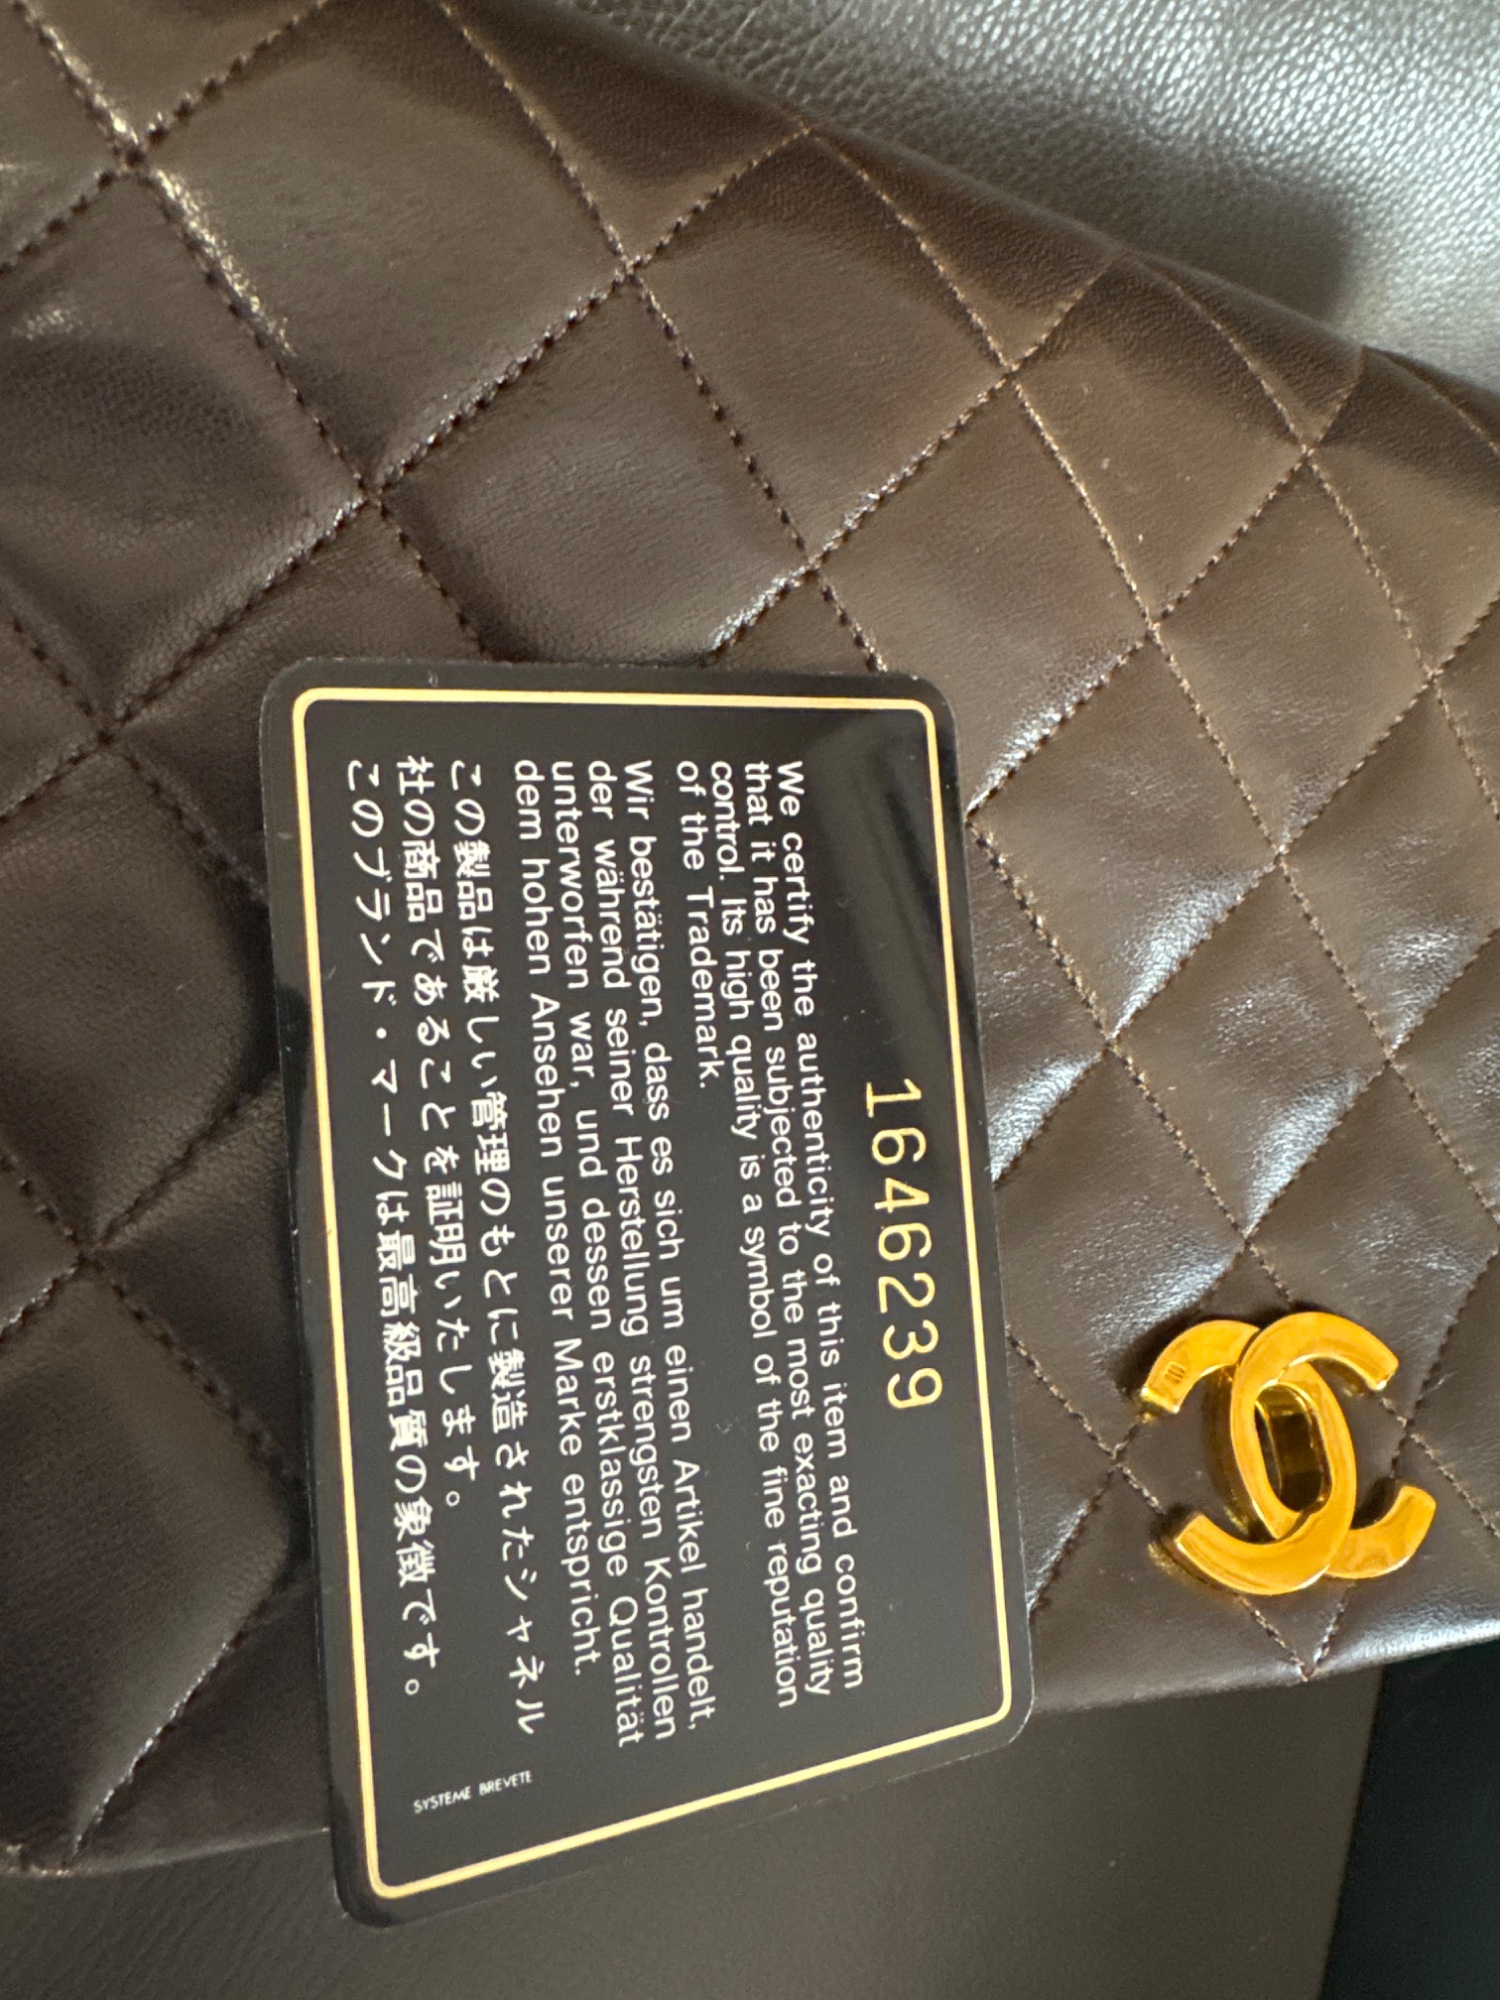 1646239
We certify the authenticity of this item and confirm
that it has been subjected to the most exacting quality
control. Its high quality is a symbol of the fine reputation
of the Trademark.
Wir bestätigen, dass es sich um einen Artikel handelt,
der während seiner Herstellung strengsten Kontrollen
unterworfen war, und dessen erstklassige Qualität
dem hohen Ansehen unserer Marke entspricht.
この製品は厳しい管理のもとに製造されたシャネル
社の商品であることを証明いたします。
このブランド・マークは最高級品質の象徴です。
SYSTEME BREVETE